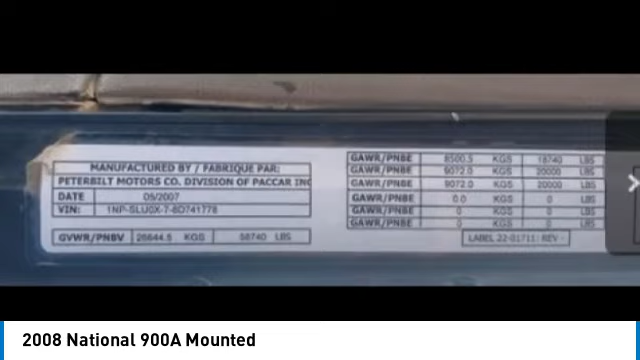 MANUFACTURED BY / FABRIQUE PAR:
PETERBILT MOTORS CO. DIVISION OF PACCAR INC
DATE 05/2007
VIN: 1NP-SLU0X-7-8D741778
GVWR/PNBV 26644.5 KGS 58740 LBS
GAWR/PNBE 8500.5 KGS 18740 LBS
GAWR/PNBE 9072.0 KGS 20000 LBS
GAWR/PNBE 9072.0 KGS 20000 LBS
GAWR/PNBE 0.0 KGS 0 LBS
GAWR/PNBE 0 KGS 0 LBS
GAWR/PNBE 0 KGS 0 LBS
LABEL 22-01711: REV -
2008 National 900A Mounted